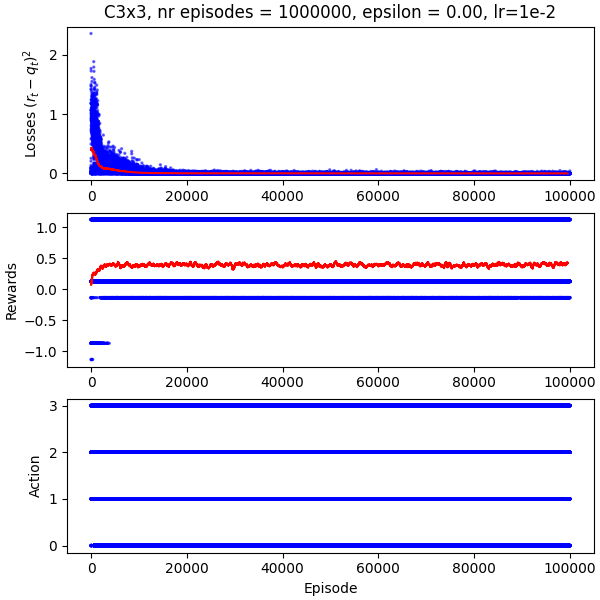 C3x3, nr episodes = 1000000, epsilon = 0.00, lr=1e-2
Losses $(r_t - q_t)^2$
2
1
0
0 20000 40000 60000 80000 100000
Rewards
1.0
0.5
0.0
−0.5
−1.0
0 20000 40000 60000 80000 100000
Action
3
2
1
0
0 20000 40000 60000 80000 100000
Episode